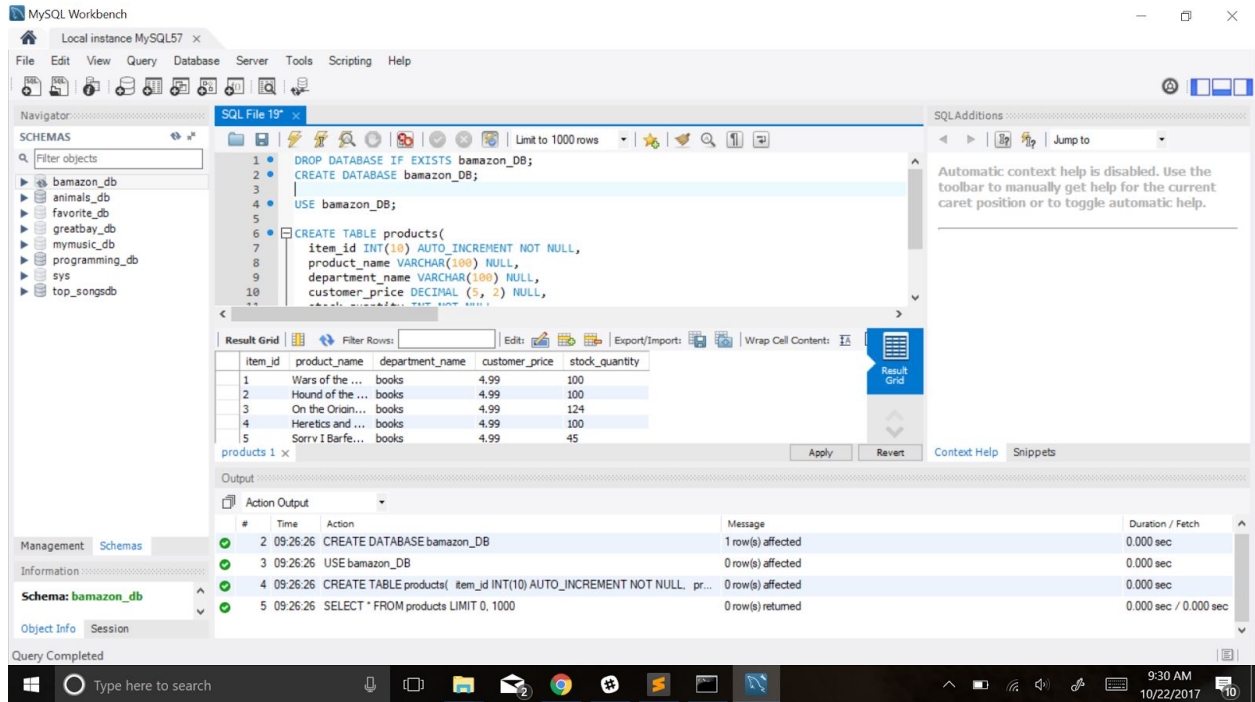 MySQL Workbench
Local instance MySQL57
File Edit View Query Database Server Tools Scripting Help
Navigator
SCHEMAS
Filter objects
bamazon_db
animals_db
favorite_db
greatbay_db
mymusic_db
programming_db
sys
top_songsdb
Management Schemas
Information
Schema: bamazon_db
Object Info Session
SQL File 19*
Limit to 1000 rows
1 DROP DATABASE IF EXISTS bamazon_DB;
2 CREATE DATABASE bamazon_DB;
3
4 USE bamazon_DB;
5
6 CREATE TABLE products(
7 item_id INT(10) AUTO_INCREMENT NOT NULL,
8 product_name VARCHAR(100) NULL,
9 department_name VARCHAR(100) NULL,
10 customer_price DECIMAL (5, 2) NULL,
11 stock_quantity INT NOT NULL
Result Grid Filter Rows: Edit: Export/Import: Wrap Cell Content:
item_id product_name department_name customer_price stock_quantity
1 Wars of the ... books 4.99 100
2 Hound of the ... books 4.99 100
3 On the Origin... books 4.99 124
4 Heretics and ... books 4.99 100
5 Sorry I Barfe... books 4.99 45
Result Grid
products 1
Apply Revert
SQLAdditions
Jump to
Automatic context help is disabled. Use the
toolbar to manually get help for the current
caret position or to toggle automatic help.
Context Help Snippets
Output
Action Output
# Time Action Message Duration / Fetch
2 09:26:26 CREATE DATABASE bamazon_DB 1 row(s) affected 0.000 sec
3 09:26:26 USE bamazon_DB 0 row(s) affected 0.000 sec
4 09:26:26 CREATE TABLE products( item_id INT(10) AUTO_INCREMENT NOT NULL, pr... 0 row(s) affected 0.000 sec
5 09:26:26 SELECT * FROM products LIMIT 0, 1000 0 row(s) returned 0.000 sec / 0.000 sec
Query Completed
Type here to search
2
9:30 AM
10/22/2017
10